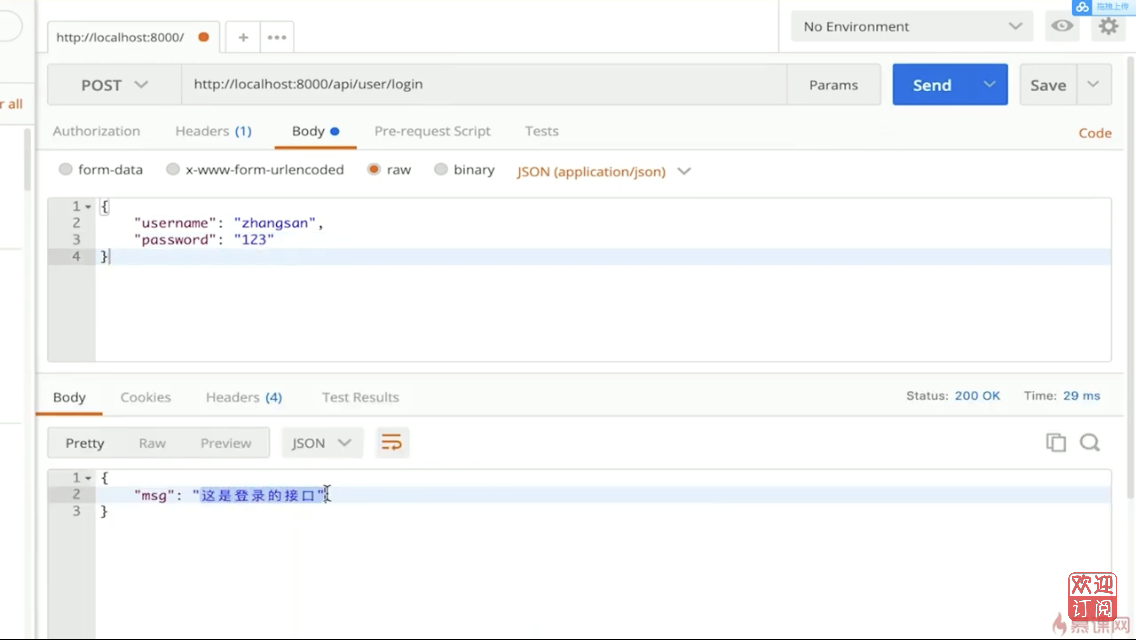 拖拽上传
http://localhost:8000/
+
•••
No Environment
r all
POST
http://localhost:8000/api/user/login
Params
Send
Save
Authorization
Headers (1)
Body
Pre-request Script
Tests
Code
form-data
x-www-form-urlencoded
raw
binary
JSON (application/json)
1 {
2 "username": "zhangsan",
3 "password": "123"
4 }
Body
Cookies
Headers (4)
Test Results
Status: 200 OK
Time: 29 ms
Pretty
Raw
Preview
JSON
1 {
2 "msg": "这是登录的接口"
3 }
欢迎
订阅
慕课网